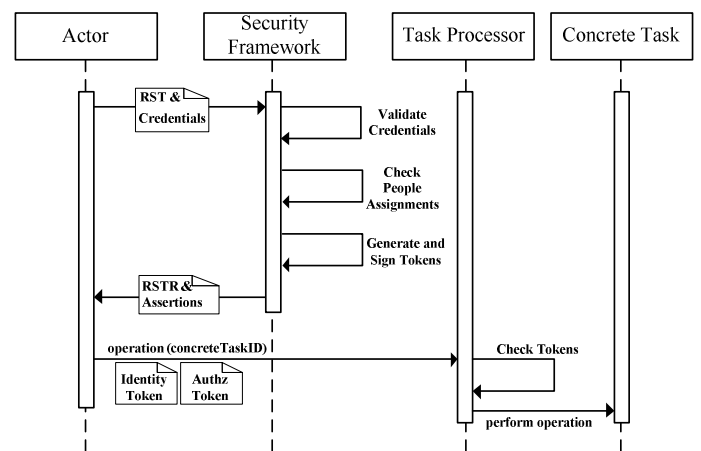 Actor
Security
Framework
Task Processor
Concrete Task
RST &
Credentials
Validate
Credentials
Check
People
Assignments
Generate and
Sign Tokens
RSTR &
Assertions
operation (concreteTaskID)
Identity
Token
Authz
Token
Check Tokens
perform operation